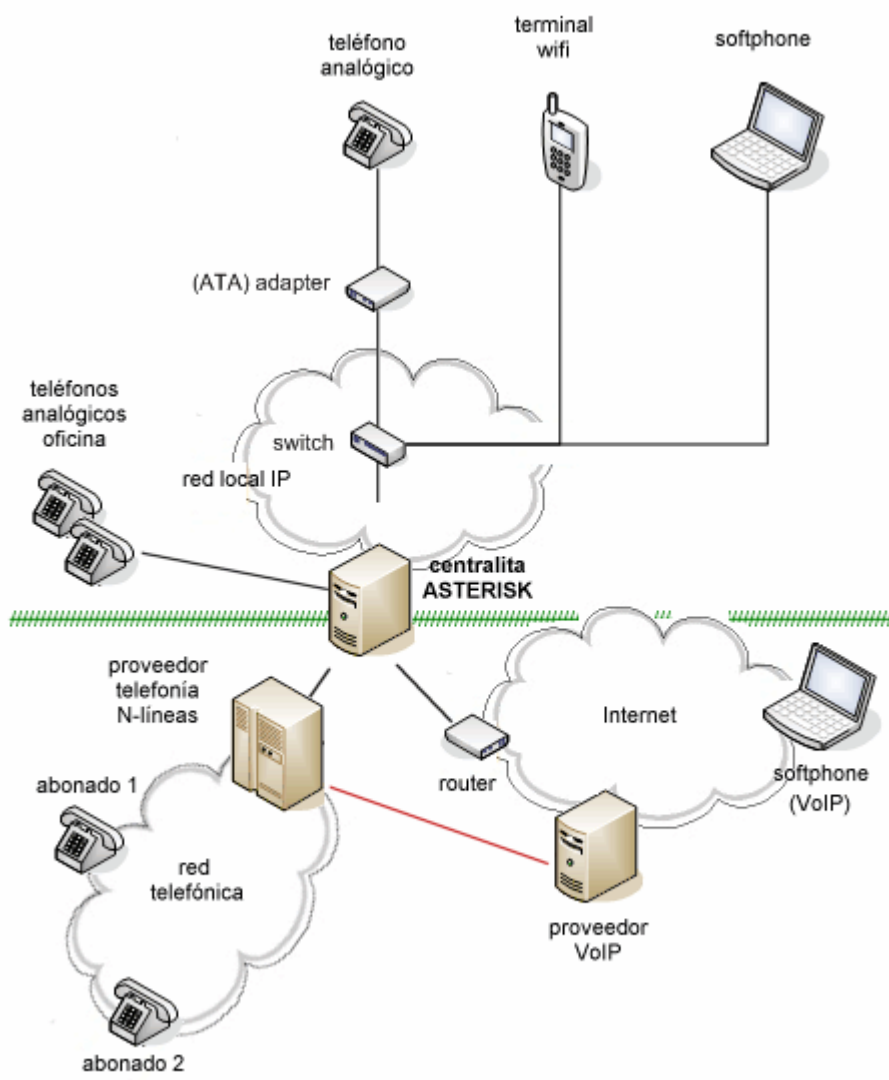 teléfono
analógico
terminal
wifi
softphone
(ATA) adapter
teléfonos
analógicos
oficina
switch
red local IP
centralita
ASTERISK
proveedor
telefonía
N-líneas
Internet
router
softphone
(VoIP)
abonado 1
red
telefónica
proveedor
VoIP
abonado 2